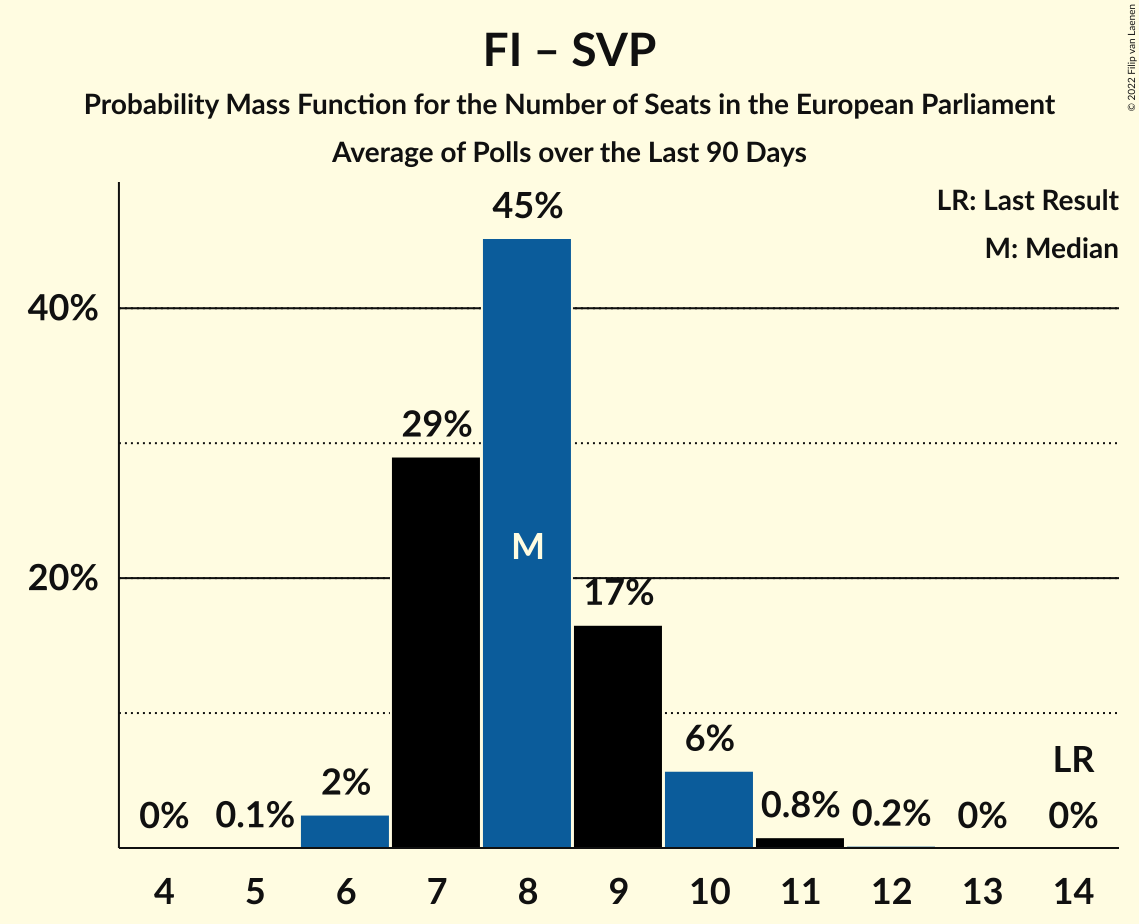 FI – SVP
Probability Mass Function for the Number of Seats in the European Parliament
Average of Polls over the Last 90 Days
© 2022 Filip van Laenen
LR: Last Result
M: Median
45%
40%
29%
M
20%
17%
6%
LR
2%
0%
0.1%
0.8%
0.2%
0%
0%
4 5 6 7 8 9 10 11 12 13 14